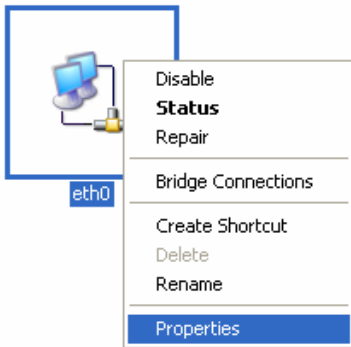 Disable
Status
Repair
Bridge Connections
eth0
Create Shortcut
Delete
Rename
Properties